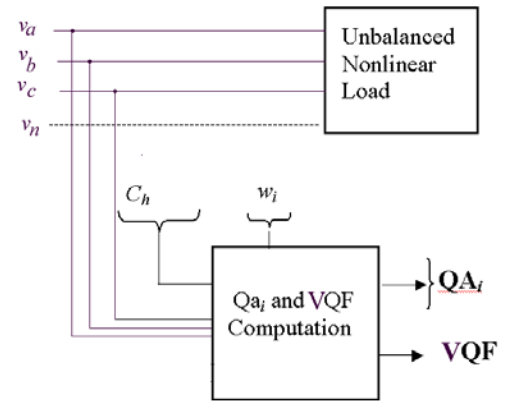 va
vb
vc
vn
Unbalanced
Nonlinear
Load
Ch
wi
Qai and VQF
Computation
QAi
VQF